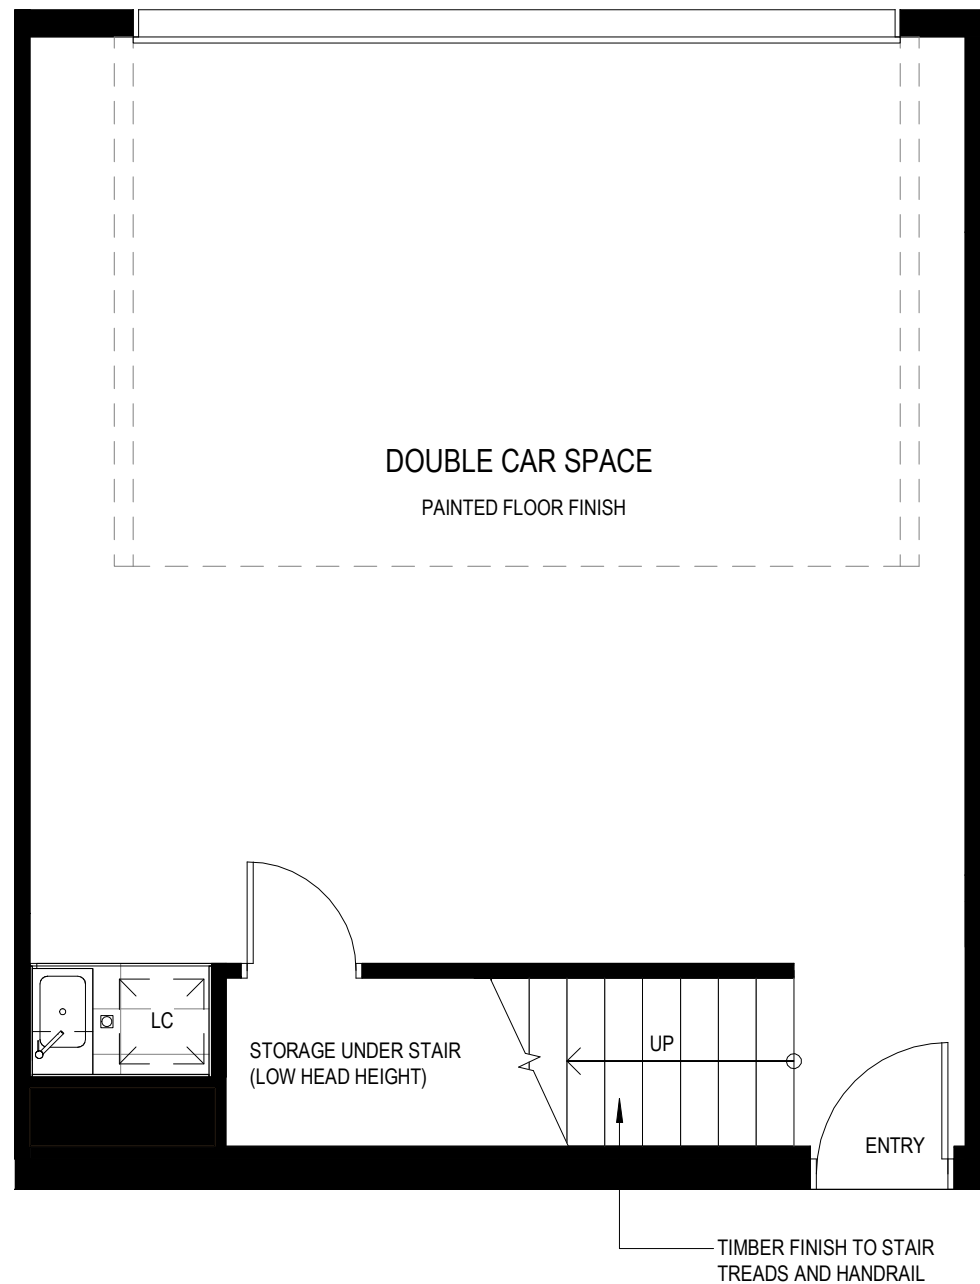 DOUBLE CAR SPACE
PAINTED FLOOR FINISH
LC
STORAGE UNDER STAIR
(LOW HEAD HEIGHT)
UP
ENTRY
TIMBER FINISH TO STAIR
TREADS AND HANDRAIL